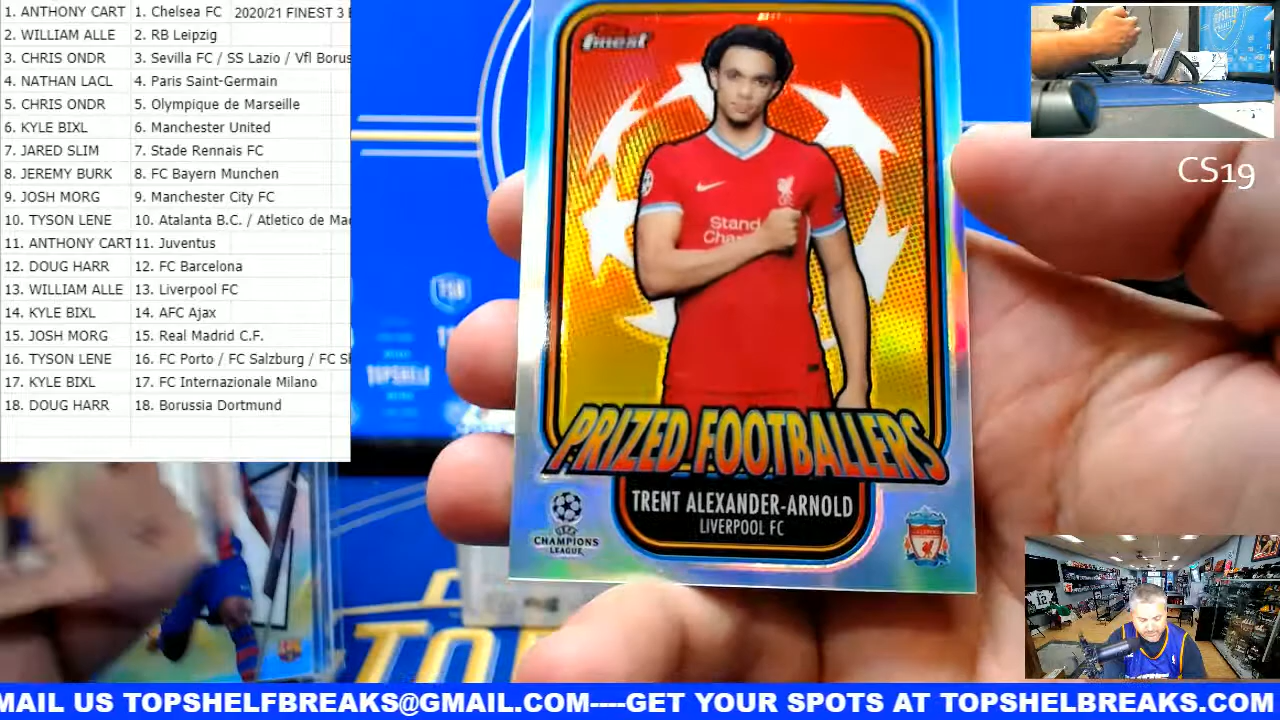 1. ANTHONY CART 1. Chelsea FC 2020/21 FINEST 3
2. WILLIAM ALLE 2. RB Leipzig
3. CHRIS ONDR 3. Sevilla FC / SS Lazio / Vfl Borus
4. NATHAN LACL 4. Paris Saint-Germain
5. CHRIS ONDR 5. Olympique de Marseille
6. KYLE BIXL 6. Manchester United
7. JARED SLIM 7. Stade Rennais FC
8. JEREMY BURK 8. FC Bayern Munchen
9. JOSH MORG 9. Manchester City FC
10. TYSON LENE 10. Atalanta B.C. / Atletico de Ma
11. ANTHONY CART 11. Juventus
12. DOUG HARR 12. FC Barcelona
13. WILLIAM ALLE 13. Liverpool FC
14. KYLE BIXL 14. AFC Ajax
15. JOSH MORG 15. Real Madrid C.F.
16. TYSON LENE 16. FC Porto / FC Salzburg / FC S
17. KYLE BIXL 17. FC Internazionale Milano
18. DOUG HARR 18. Borussia Dortmund
finest
Stand
Char
PRIZED FOOTBALLERS
TRENT ALEXANDER-ARNOLD
LIVERPOOL FC
UEFA
CHAMPIONS
LEAGUE
CS19
TSB
TOPSHELF
TO
MAIL US TOPSHELFBREAKS@GMAIL.COM----GET YOUR SPOTS AT TOPSHELBREAKS.COM